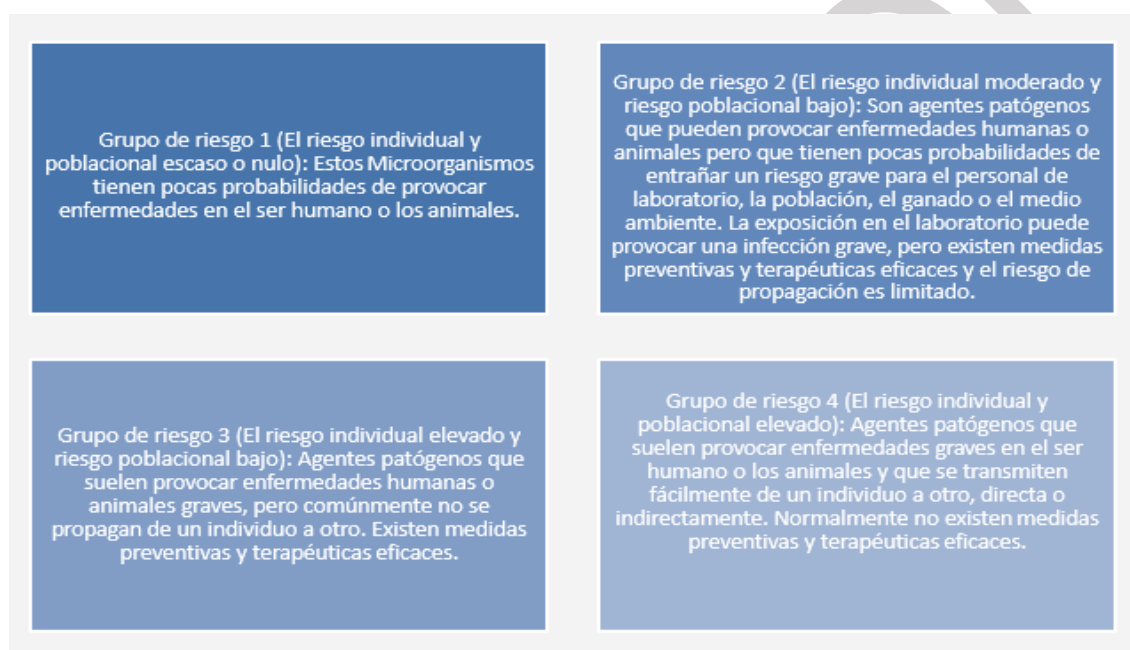 Grupo de riesgo 1 (El riesgo individual y
poblacional escaso o nulo): Estos Microorganismos
tienen pocas probabilidades de provocar
enfermedades en el ser humano o los animales.
Grupo de riesgo 2 (El riesgo individual moderado y
riesgo poblacional bajo): Son agentes patógenos
que pueden provocar enfermedades humanas o
animales pero que tienen pocas probabilidades de
entrañar un riesgo grave para el personal de
laboratorio, la población, el ganado o el medio
ambiente. La exposición en el laboratorio puede
provocar una infección grave, pero existen medidas
preventivas y terapéuticas eficaces y el riesgo de
propagación es limitado.
Grupo de riesgo 3 (El riesgo individual elevado y
riesgo poblacional bajo): Agentes patógenos que
suelen provocar enfermedades humanas o
animales graves, pero comúnmente no se
propagan de un individuo a otro. Existen medidas
preventivas y terapéuticas eficaces.
Grupo de riesgo 4 (El riesgo individual y
poblacional elevado): Agentes patógenos que
suelen provocar enfermedades graves en el ser
humano o los animales y que se transmiten
fácilmente de un individuo a otro, directa o
indirectamente. Normalmente no existen medidas
preventivas y terapéuticas eficaces.